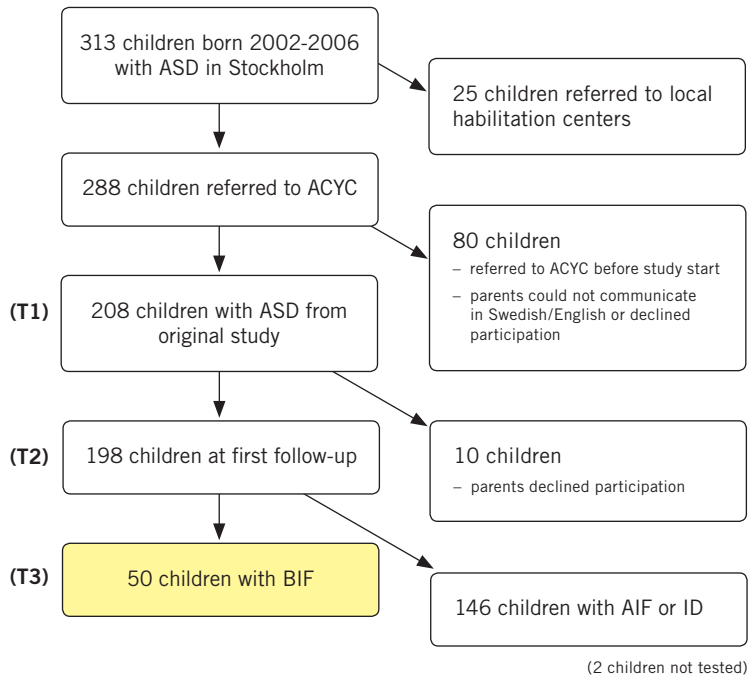 313 children born 2002-2006
with ASD in Stockholm
25 children referred to local
habilitation centers
288 children referred to ACYC
80 children
– referred to ACYC before study start
– parents could not communicate
in Swedish/English or declined
participation
(T1)
208 children with ASD from
original study
(T2)
198 children at first follow-up
10 children
– parents declined participation
(T3)
50 children with BIF
146 children with AIF or ID
(2 children not tested)